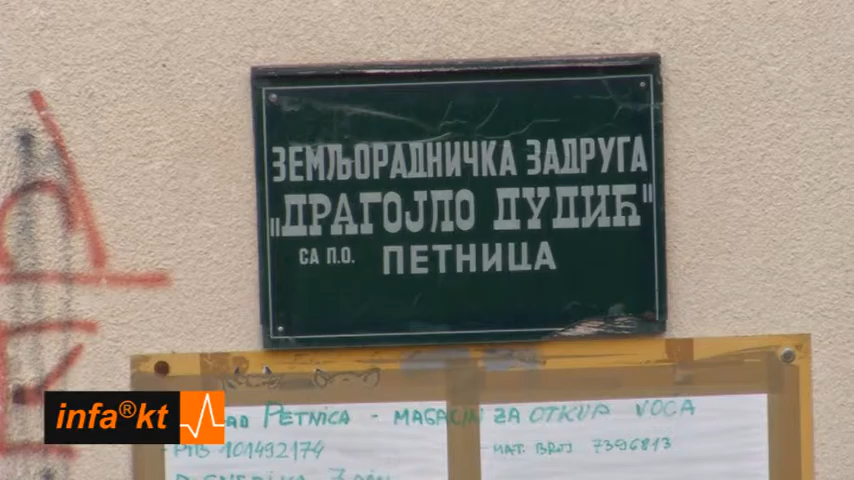 ЗЕМЉОРАДНИЧКА ЗАДРУГА
"ДРАГОЈЛО ДУДИЋ"
СА П.О. ПЕТНИЦА
PETNICA - MAGACIN ZA OTKUP VOĆA
PIB 101492174 MAT. BROJ 7396813
infa®kt